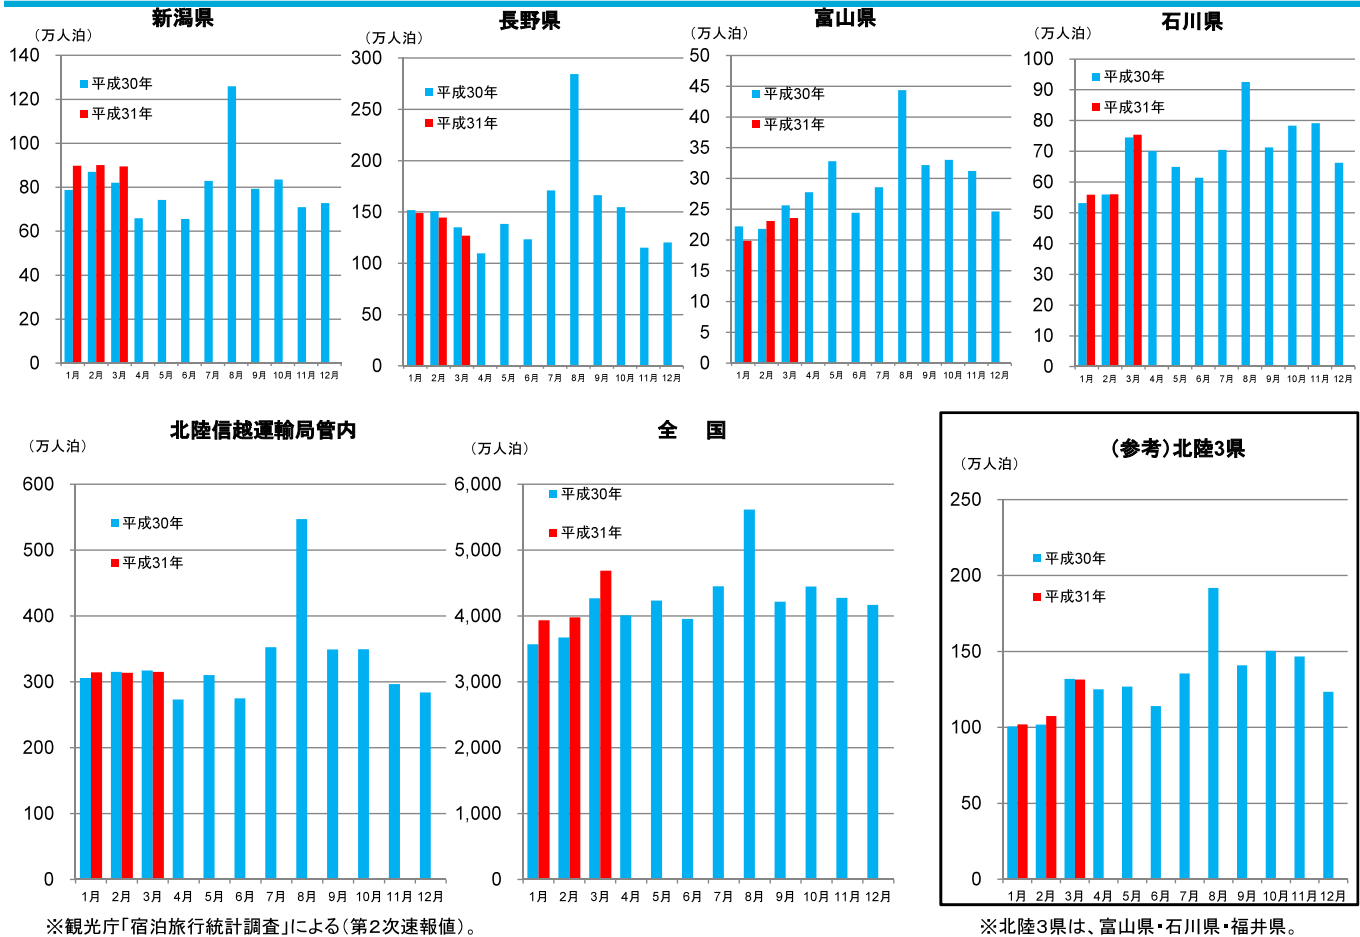 新潟県
(万人泊)
140
120
100
80
60
40
20
0
平成30年
平成31年
1月 2月 3月 4月 5月 6月 7月 8月 9月 10月 11月 12月
長野県
(万人泊)
300
250
200
150
100
50
0
平成30年
平成31年
1月 2月 3月 4月 5月 6月 7月 8月 9月 10月 11月 12月
富山県
(万人泊)
50
45
40
35
30
25
20
15
10
5
0
平成30年
平成31年
1月 2月 3月 4月 5月 6月 7月 8月 9月 10月 11月 12月
石川県
(万人泊)
100
90
80
70
60
50
40
30
20
10
0
平成30年
平成31年
1月 2月 3月 4月 5月 6月 7月 8月 9月 10月 11月 12月
北陸信越運輸局管内
(万人泊)
600
500
400
300
200
100
0
平成30年
平成31年
1月 2月 3月 4月 5月 6月 7月 8月 9月 10月 11月 12月
全 国
(万人泊)
6,000
5,000
4,000
3,000
2,000
1,000
0
平成30年
平成31年
1月 2月 3月 4月 5月 6月 7月 8月 9月 10月 11月 12月
(参考)北陸3県
(万人泊)
250
200
150
100
50
0
平成30年
平成31年
1月 2月 3月 4月 5月 6月 7月 8月 9月 10月 11月 12月
※観光庁「宿泊旅行統計調査」による(第2次速報値)。
※北陸3県は、富山県・石川県・福井県。